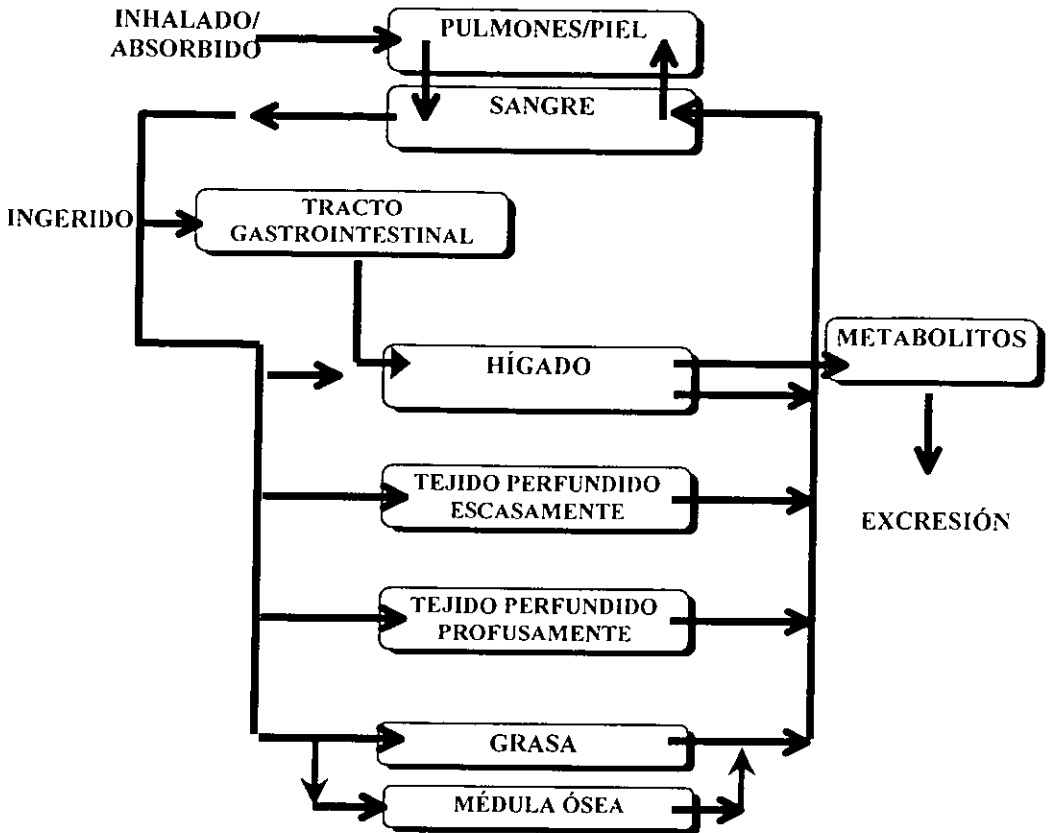 INHALADO/
ABSORBIDO
PULMONES/PIEL
SANGRE
INGERIDO
TRACTO
GASTROINTESTINAL
HÍGADO
METABOLITOS
TEJIDO PERFUNDIDO
ESCASAMENTE
EXCRESIÓN
TEJIDO PERFUNDIDO
PROFUSAMENTE
GRASA
MÉDULA ÓSEA